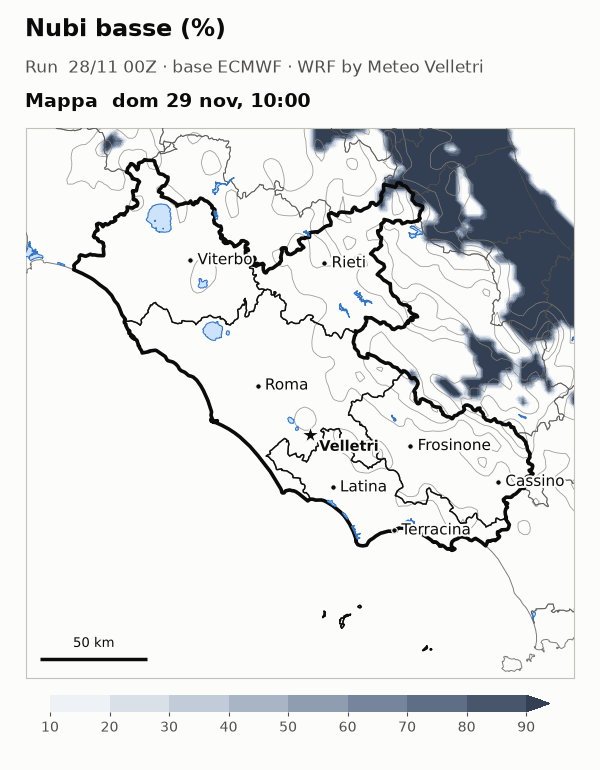 Nubi basse (%)
Run  28/11 00Z · base ECMWF · WRF by Meteo Velletri
Mappa  dom 29 nov, 10:00
Viterbo
Rieti
Roma
Velletri
Frosinone
Latina
Cassino
Terracina
50 km
10 20 30 40 50 60 70 80 90